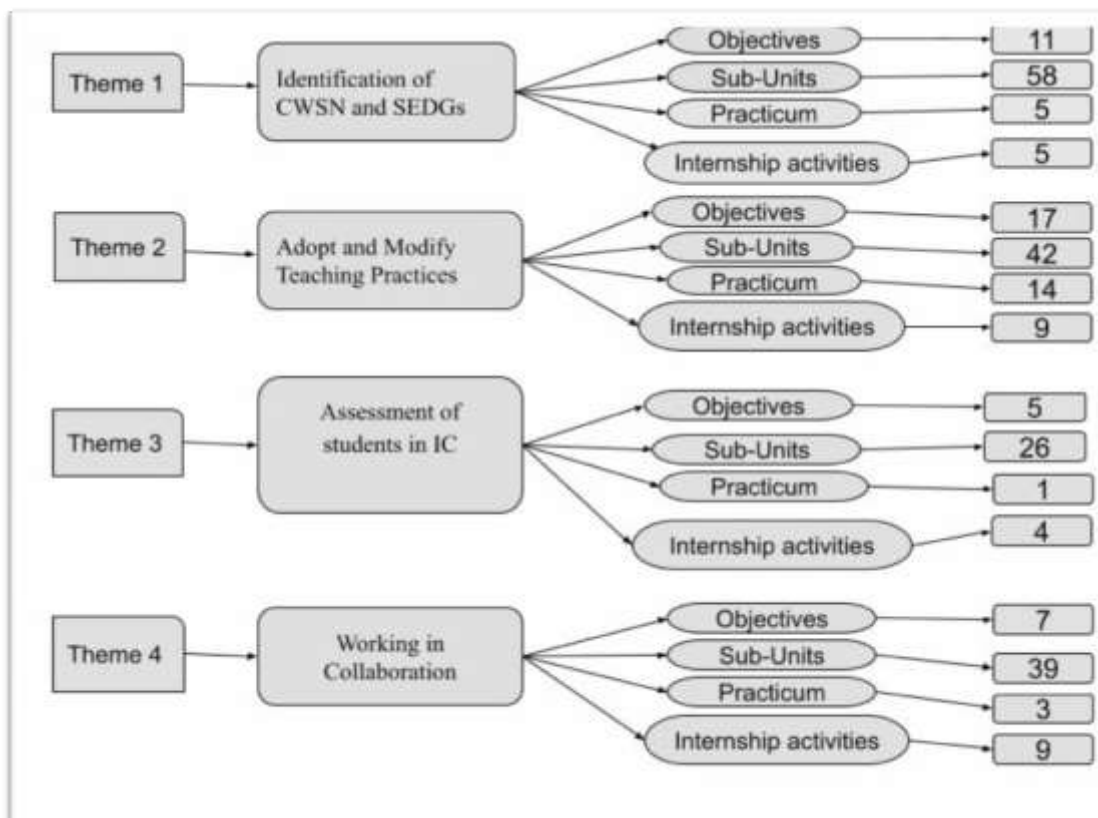 Theme 1
Identification of
CWSN and SEDGs
Objectives
11
Sub-Units
58
Practicum
5
Internship activities
5
Theme 2
Adopt and Modify
Teaching Practices
Objectives
17
Sub-Units
42
Practicum
14
Internship activities
9
Theme 3
Assessment of
students in IC
Objectives
5
Sub-Units
26
Practicum
1
Internship activities
4
Theme 4
Working in
Collaboration
Objectives
7
Sub-Units
39
Practicum
3
Internship activities
9